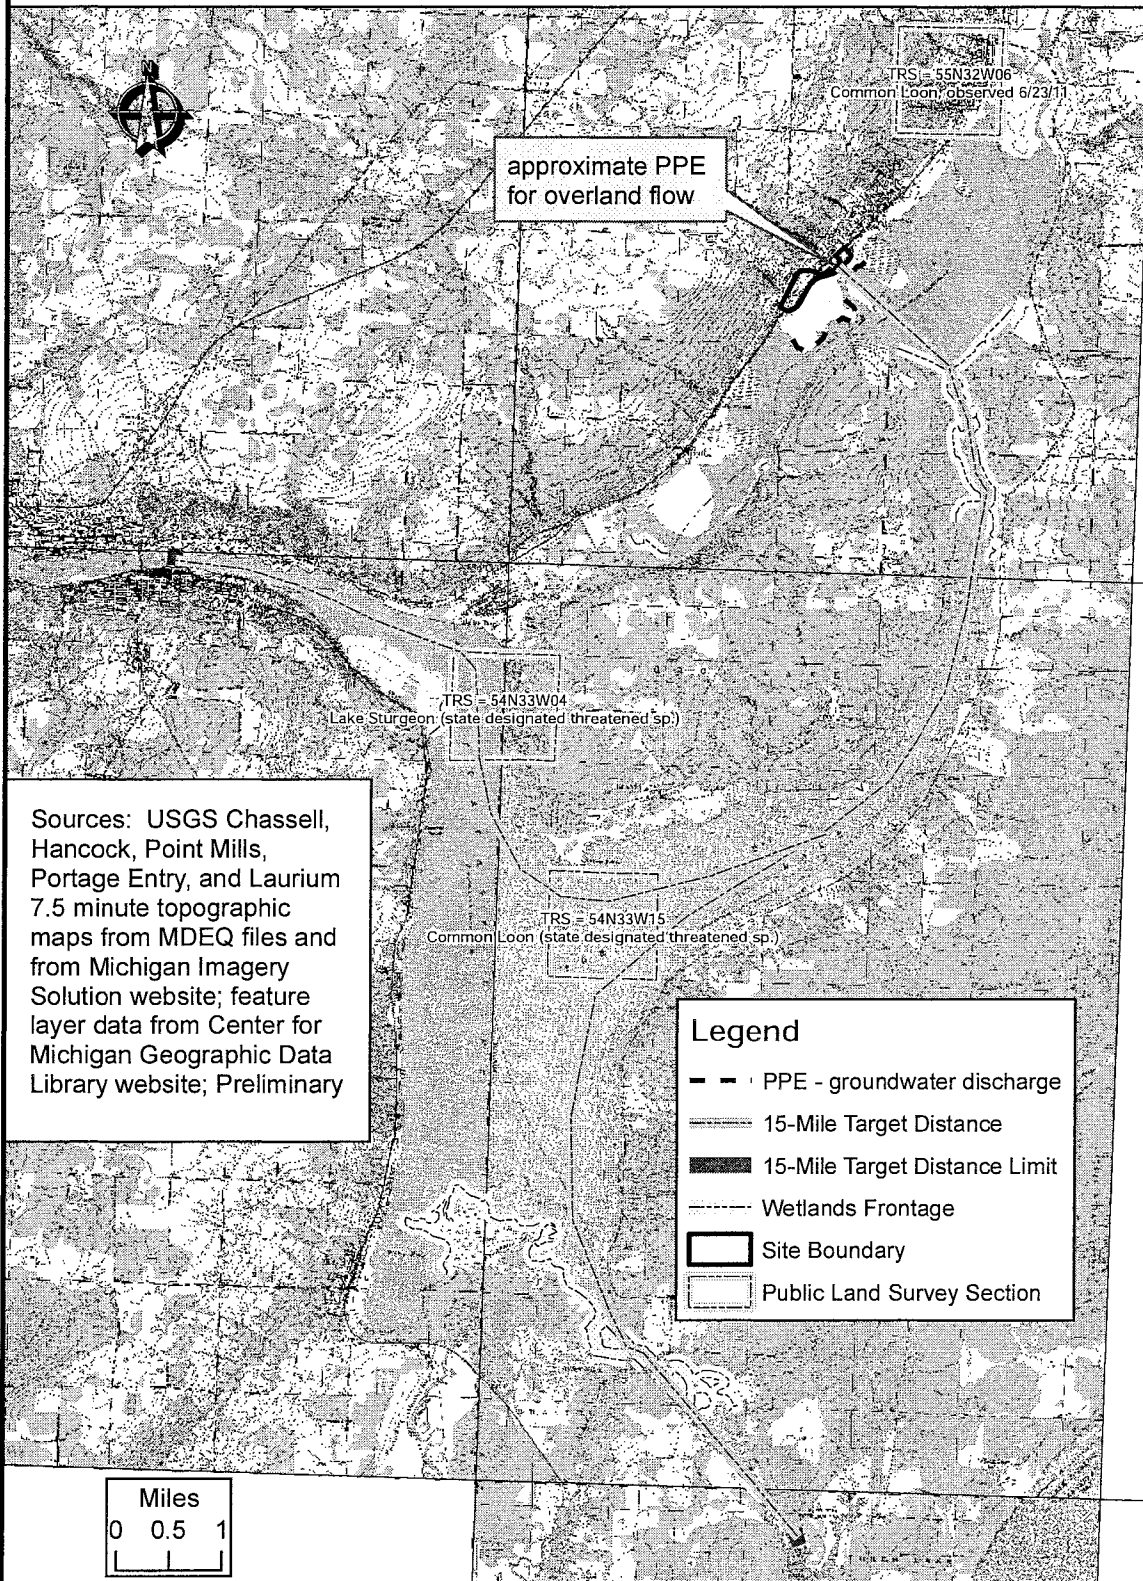 N
TRS = 55N32W06
Common Loon, observed 6/23/11
approximate PPE
for overland flow
TRS = 54N33W04
Lake Sturgeon (state designated threatened sp.)
Sources: USGS Chassell,
Hancock, Point Mills,
Portage Entry, and Laurium
7.5 minute topographic
maps from MDEQ files and
from Michigan Imagery
Solution website; feature
layer data from Center for
Michigan Geographic Data
Library website; Preliminary
TRS = 54N33W15
Common Loon (state designated threatened sp.)
Legend
PPE - groundwater discharge
15-Mile Target Distance
15-Mile Target Distance Limit
Wetlands Frontage
Site Boundary
Public Land Survey Section
Miles
0 0.5 1